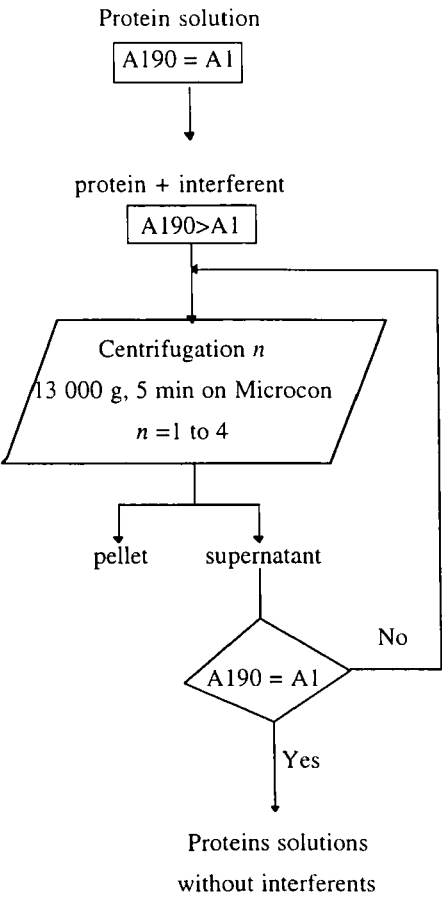 Protein solution
A190 = A1
protein + interferent
A190>A1
Centrifugation n
13 000 g, 5 min on Microcon
n =1 to 4
pellet
supernatant
No
A190 = A1
Yes
Proteins solutions
without interferents